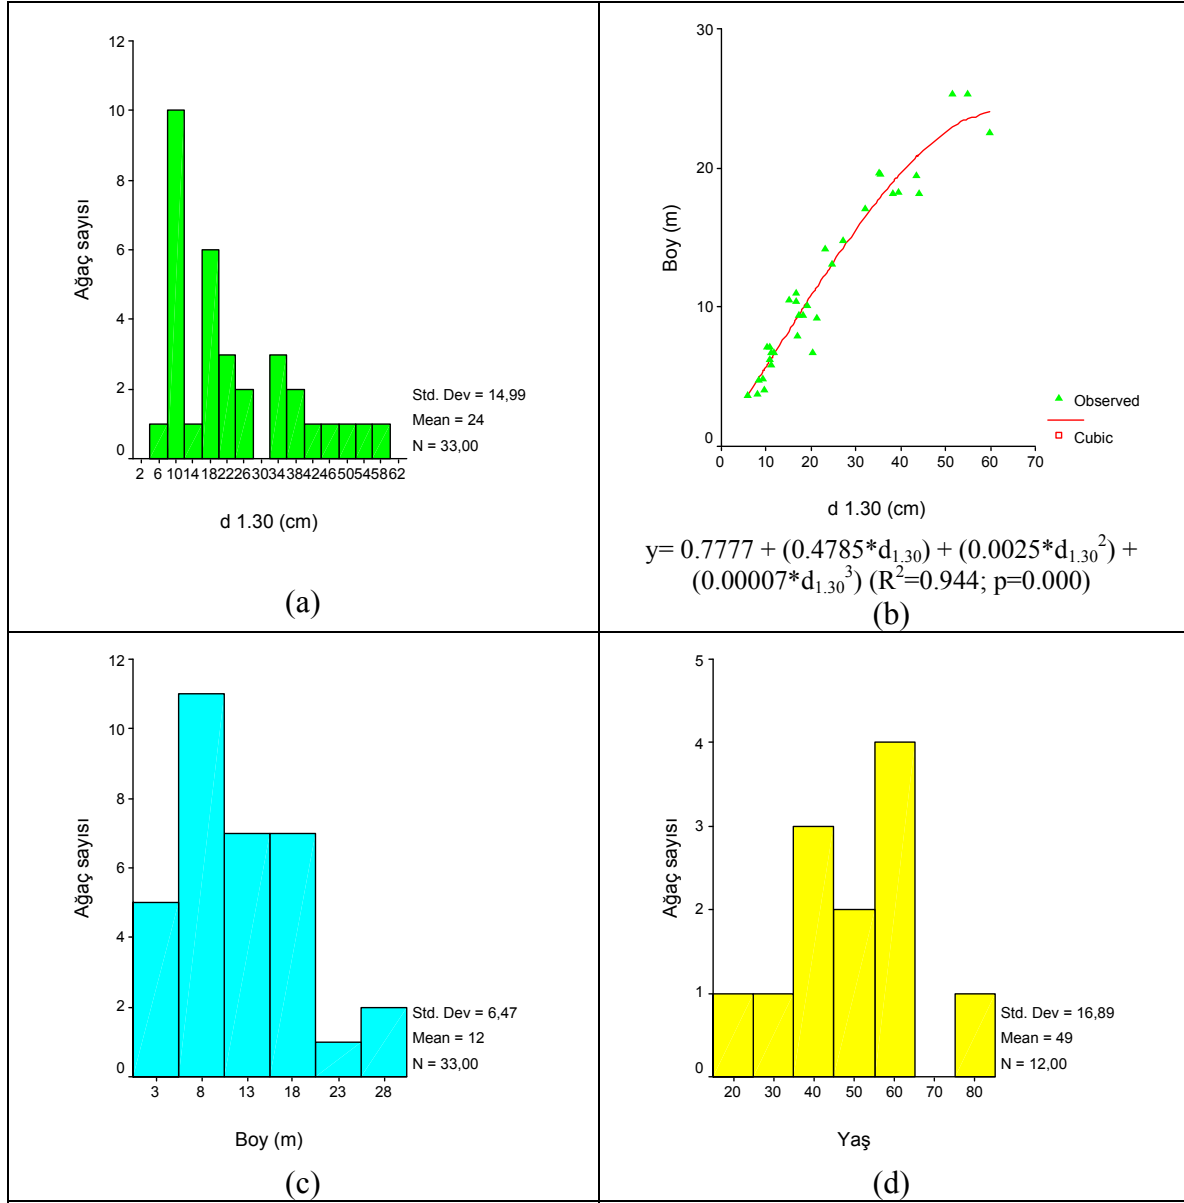 12
10
8
6
4
2
0
Ağaç sayısı
2 6 10 14 18 22 26 30 34 38 42 46 50 54 58 62
d 1.30 (cm)
Std. Dev = 14,99
Mean = 24
N = 33,00
(a)
30
20
10
0
Boy (m)
0 10 20 30 40 50 60 70
d 1.30 (cm)
Observed
Cubic
y= 0.7777 + (0.4785*d1.30) + (0.0025*d1.30²) +
(0.00007*d1.30³) (R²=0.944; p=0.000)
(b)
12
10
8
6
4
2
0
Ağaç sayısı
3 8 13 18 23 28
Boy (m)
Std. Dev = 6,47
Mean = 12
N = 33,00
(c)
5
4
3
2
1
0
Ağaç sayısı
20 30 40 50 60 70 80
Yaş
Std. Dev = 16,89
Mean = 49
N = 12,00
(d)